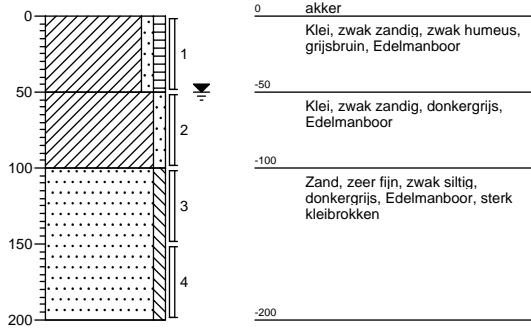 0
50
100
150
200
1
2
3
4
0
akker
Klei, zwak zandig, zwak humeus,
grijsbruin, Edelmanboor
-50
Klei, zwak zandig, donkergrijs,
Edelmanboor
-100
Zand, zeer fijn, zwak siltig,
donkergrijs, Edelmanboor, sterk
kleibrokken
-200